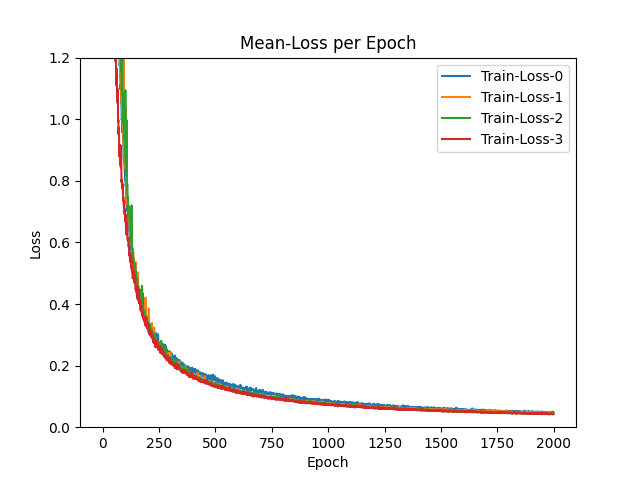 Mean-Loss per Epoch
Train-Loss-0
Train-Loss-1
Train-Loss-2
Train-Loss-3
Loss
1.2
1.0
0.8
0.6
0.4
0.2
0.0
0 250 500 750 1000 1250 1500 1750 2000
Epoch